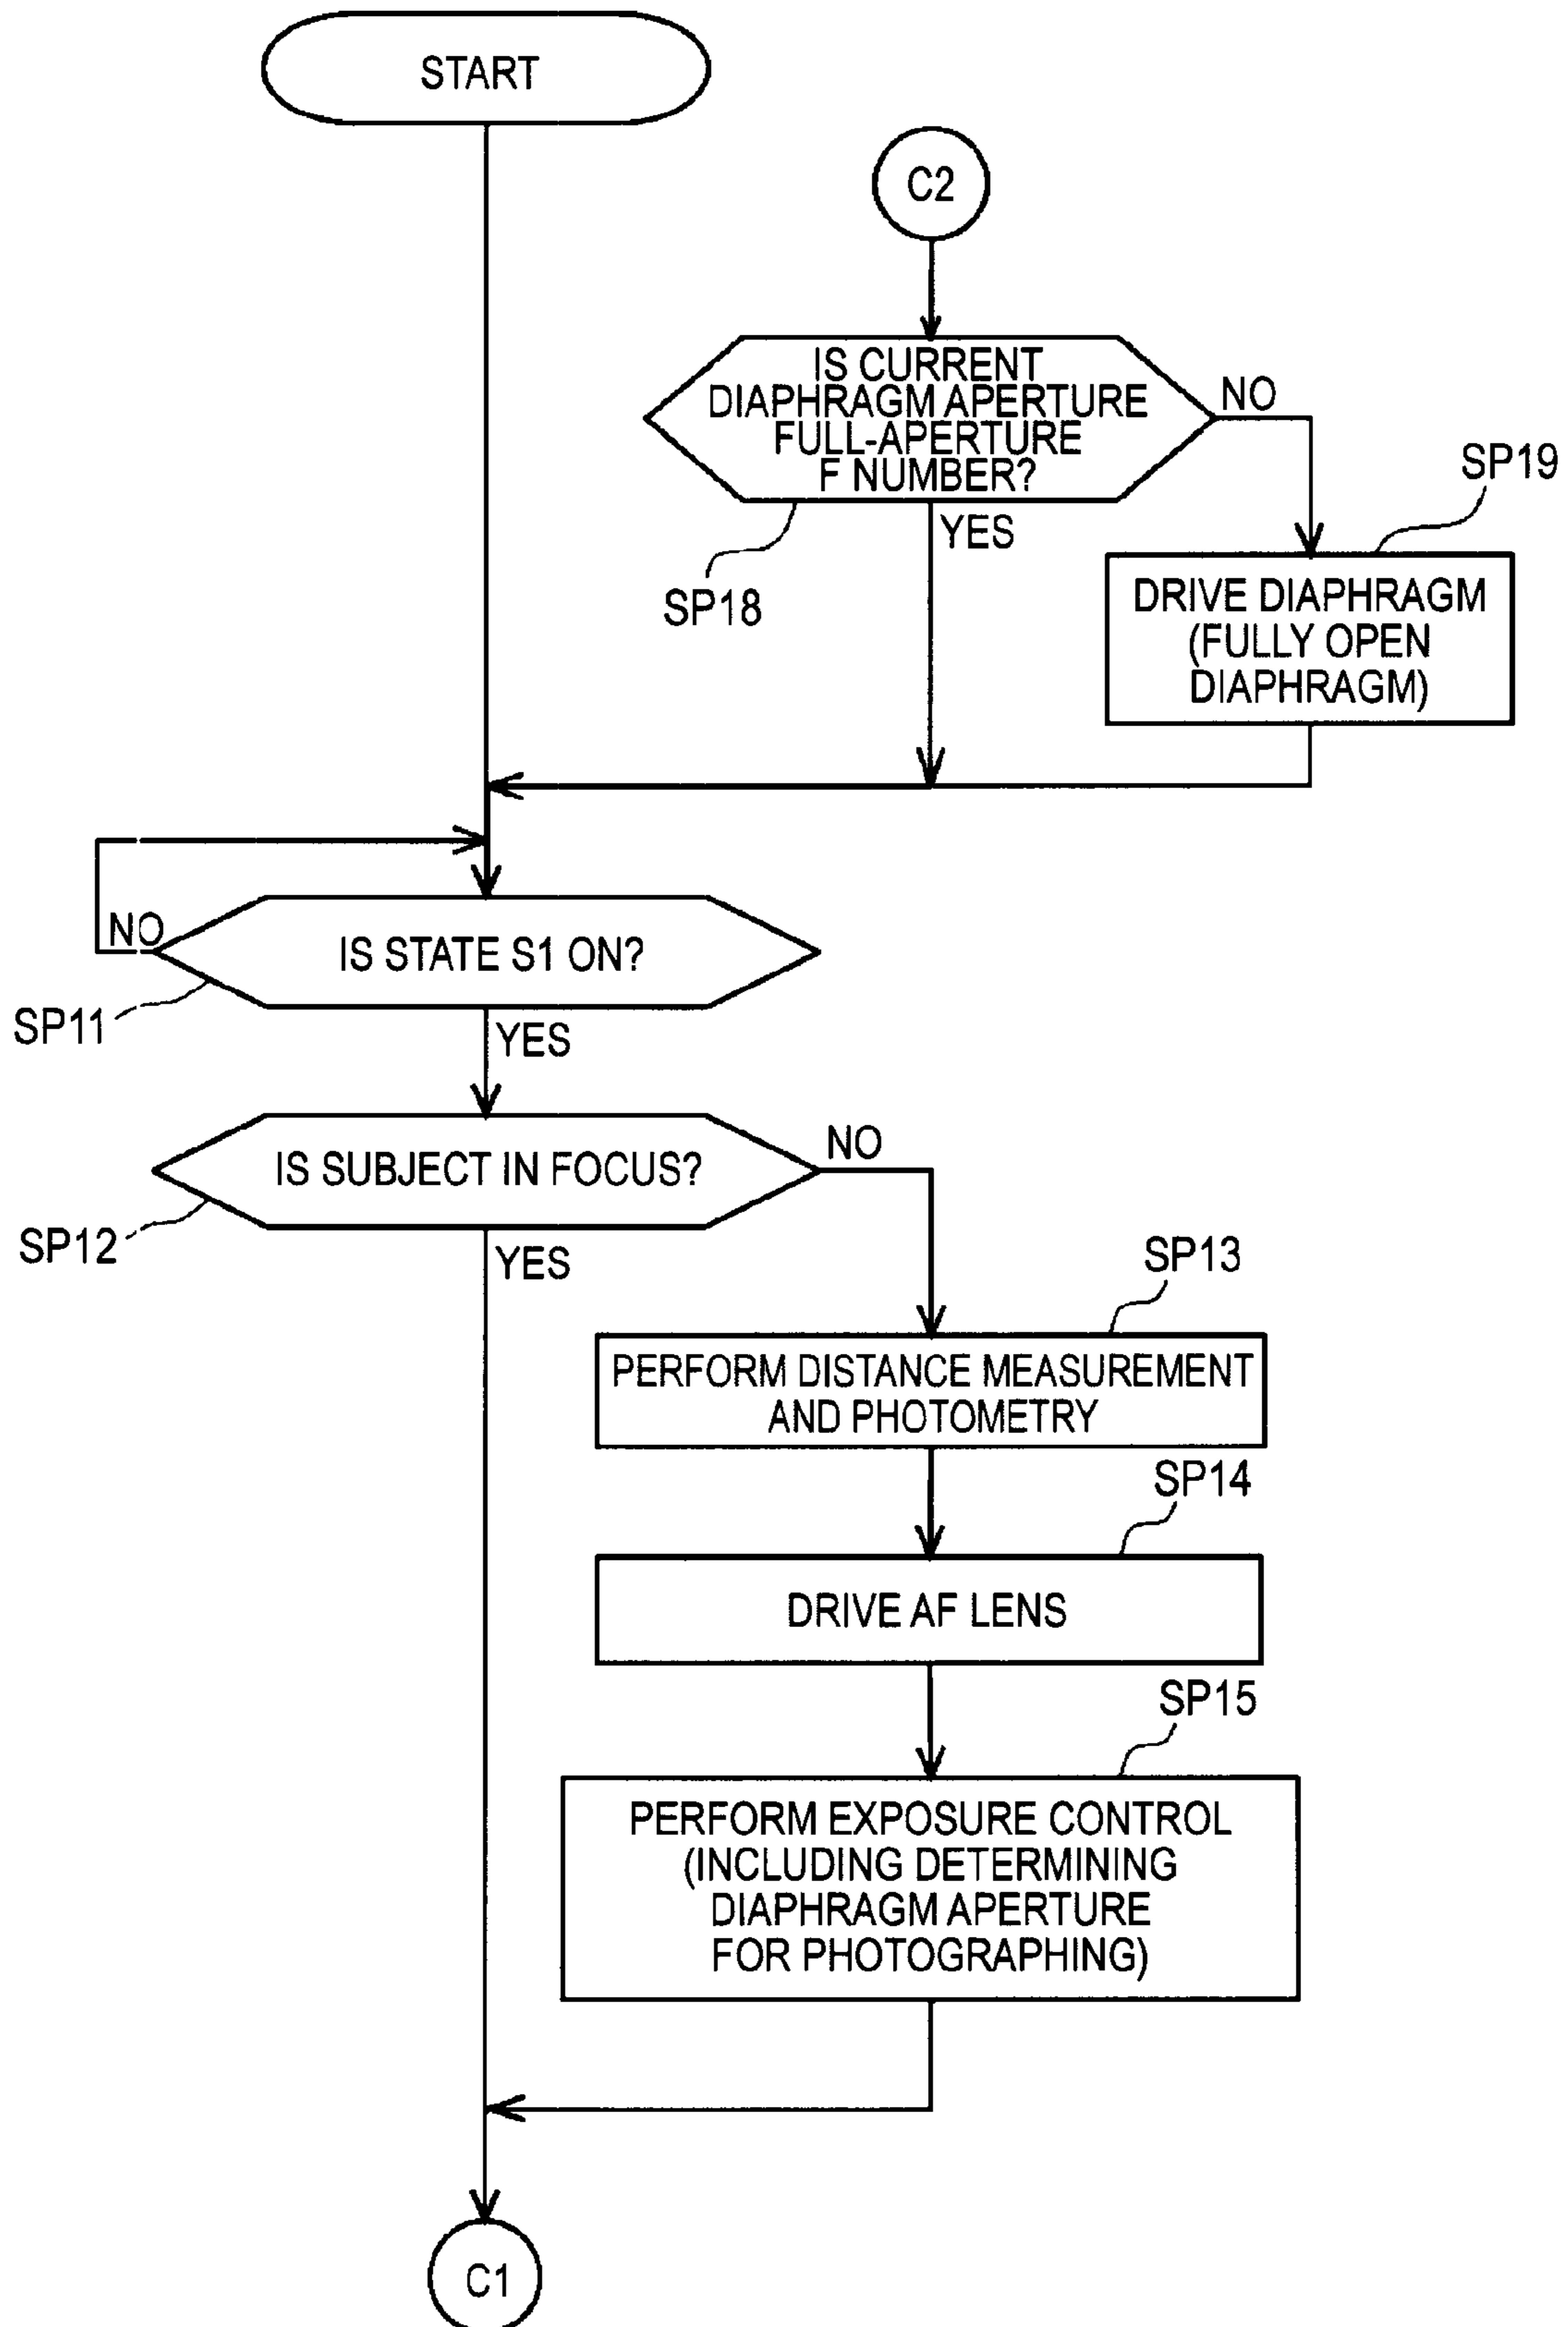 START
C2
IS CURRENT
DIAPHRAGM APERTURE
FULL-APERTURE
F NUMBER?
NO
SP19
YES
SP18
DRIVE DIAPHRAGM
(FULLY OPEN
DIAPHRAGM)
NO
IS STATE S1 ON?
SP11
YES
IS SUBJECT IN FOCUS?
NO
SP12
YES
SP13
PERFORM DISTANCE MEASUREMENT
AND PHOTOMETRY
SP14
DRIVE AF LENS
SP15
PERFORM EXPOSURE CONTROL
(INCLUDING DETERMINING
DIAPHRAGM APERTURE
FOR PHOTOGRAPHING)
C1